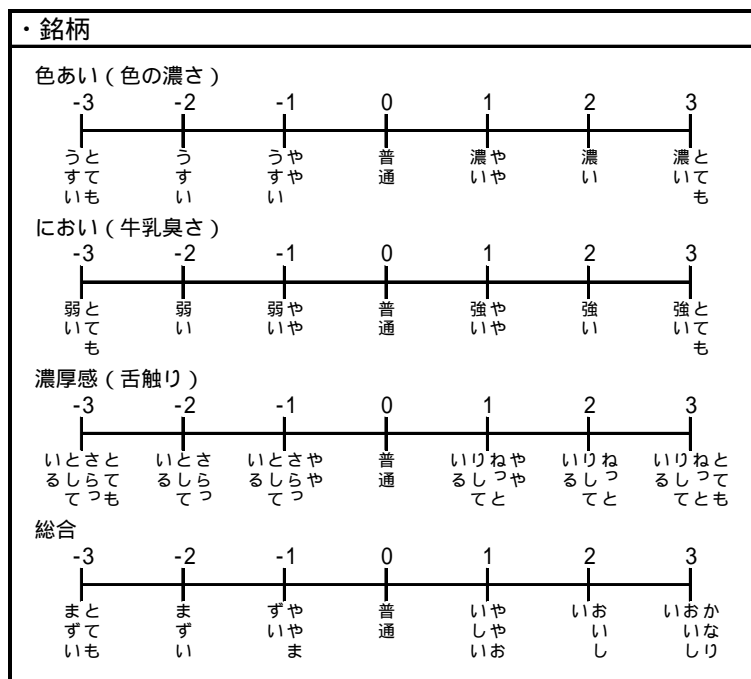 ・銘柄
色あい（色の濃さ）
-3 -2 -1 0 1 2 3
とても
うすい
うすい
やや
うすい
普通
やや
濃い
濃い
とても
濃い
におい（牛乳臭さ）
-3 -2 -1 0 1 2 3
とても
弱い
弱い
やや
弱い
普通
やや
強い
強い
とても
強い
濃厚感（舌触り）
-3 -2 -1 0 1 2 3
とても
さらっ
として
いる
さらっ
として
いる
やや
さらっ
として
いる
普通
やや
ねっと
りして
いる
ねっと
りして
いる
とても
ねっと
りして
いる
総合
-3 -2 -1 0 1 2 3
とても
まずい
まずい
ややま
ずい
普通
ややお
いしい
おいし
い
かなり
おいし
い